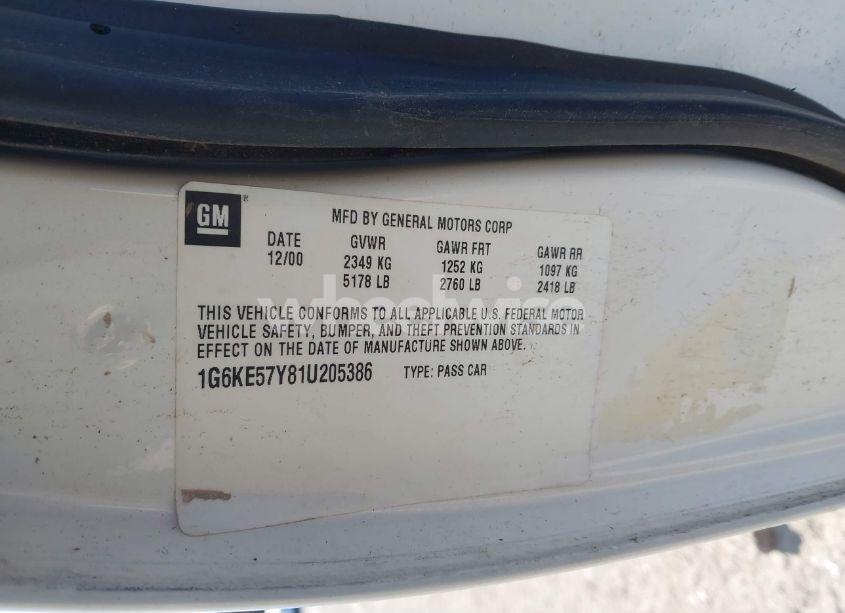 GM ®
MFD BY GENERAL MOTORS CORP
DATE GVWR GAWR FRT GAWR RR
12/00 2349 KG 1252 KG 1097 KG
5178 LB 2760 LB 2418 LB
THIS VEHICLE CONFORMS TO ALL APPLICABLE U.S. FEDERAL MOTOR
VEHICLE SAFETY, BUMPER, AND THEFT PREVENTION STANDARDS IN
EFFECT ON THE DATE OF MANUFACTURE SHOWN ABOVE.
1G6KE57Y81U205386 TYPE: PASS CAR